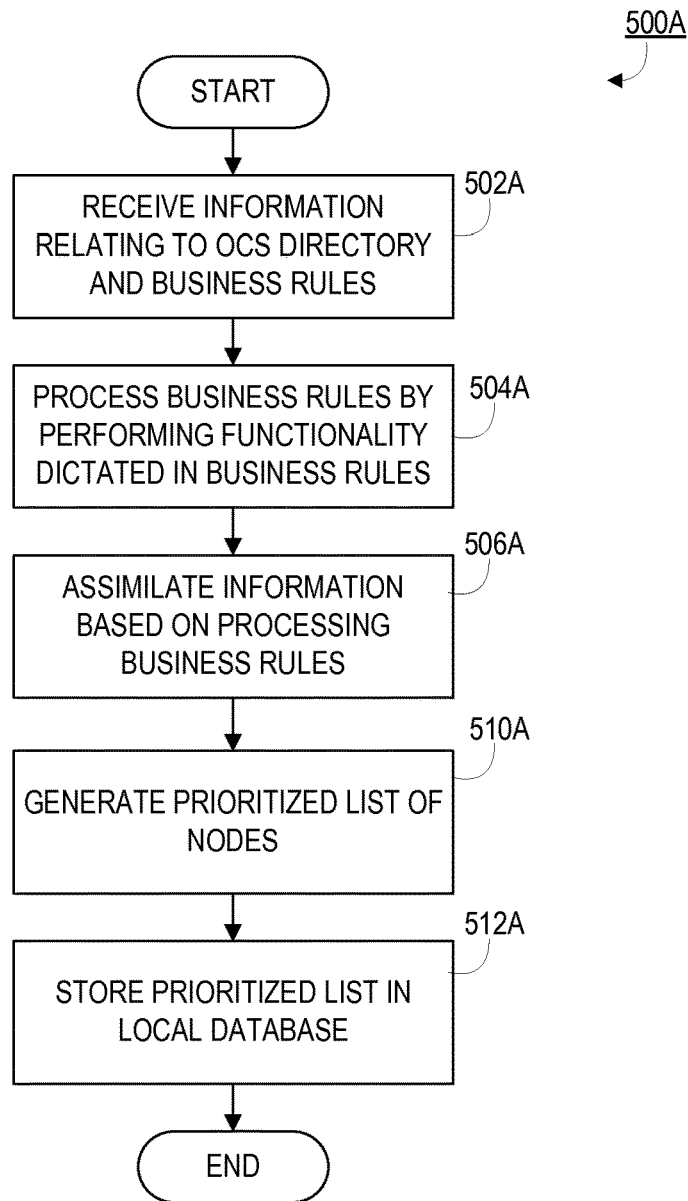 500A
START
502A
RECEIVE INFORMATION
RELATING TO OCS DIRECTORY
AND BUSINESS RULES
504A
PROCESS BUSINESS RULES BY
PERFORMING FUNCTIONALITY
DICTATED IN BUSINESS RULES
506A
ASSIMILATE INFORMATION
BASED ON PROCESSING
BUSINESS RULES
510A
GENERATE PRIORITIZED LIST OF
NODES
512A
STORE PRIORITIZED LIST IN
LOCAL DATABASE
END